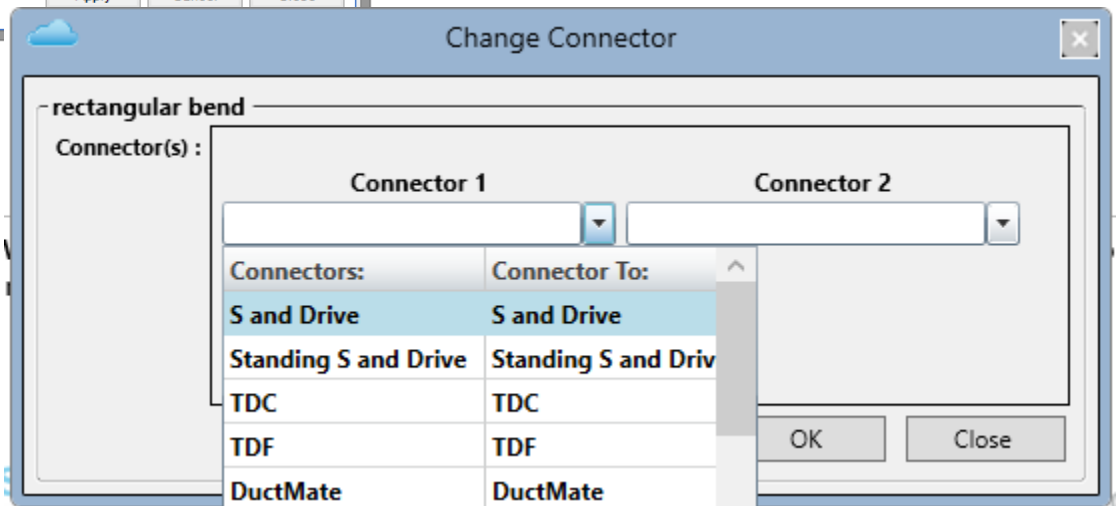 Change Connector
rectangular bend
Connector(s) :
Connector 1 Connector 2
Connectors: Connector To:
S and Drive S and Drive
Standing S and Drive Standing S and Driv
TDC TDC
TDF TDF
OK Close
DuctMate DuctMate